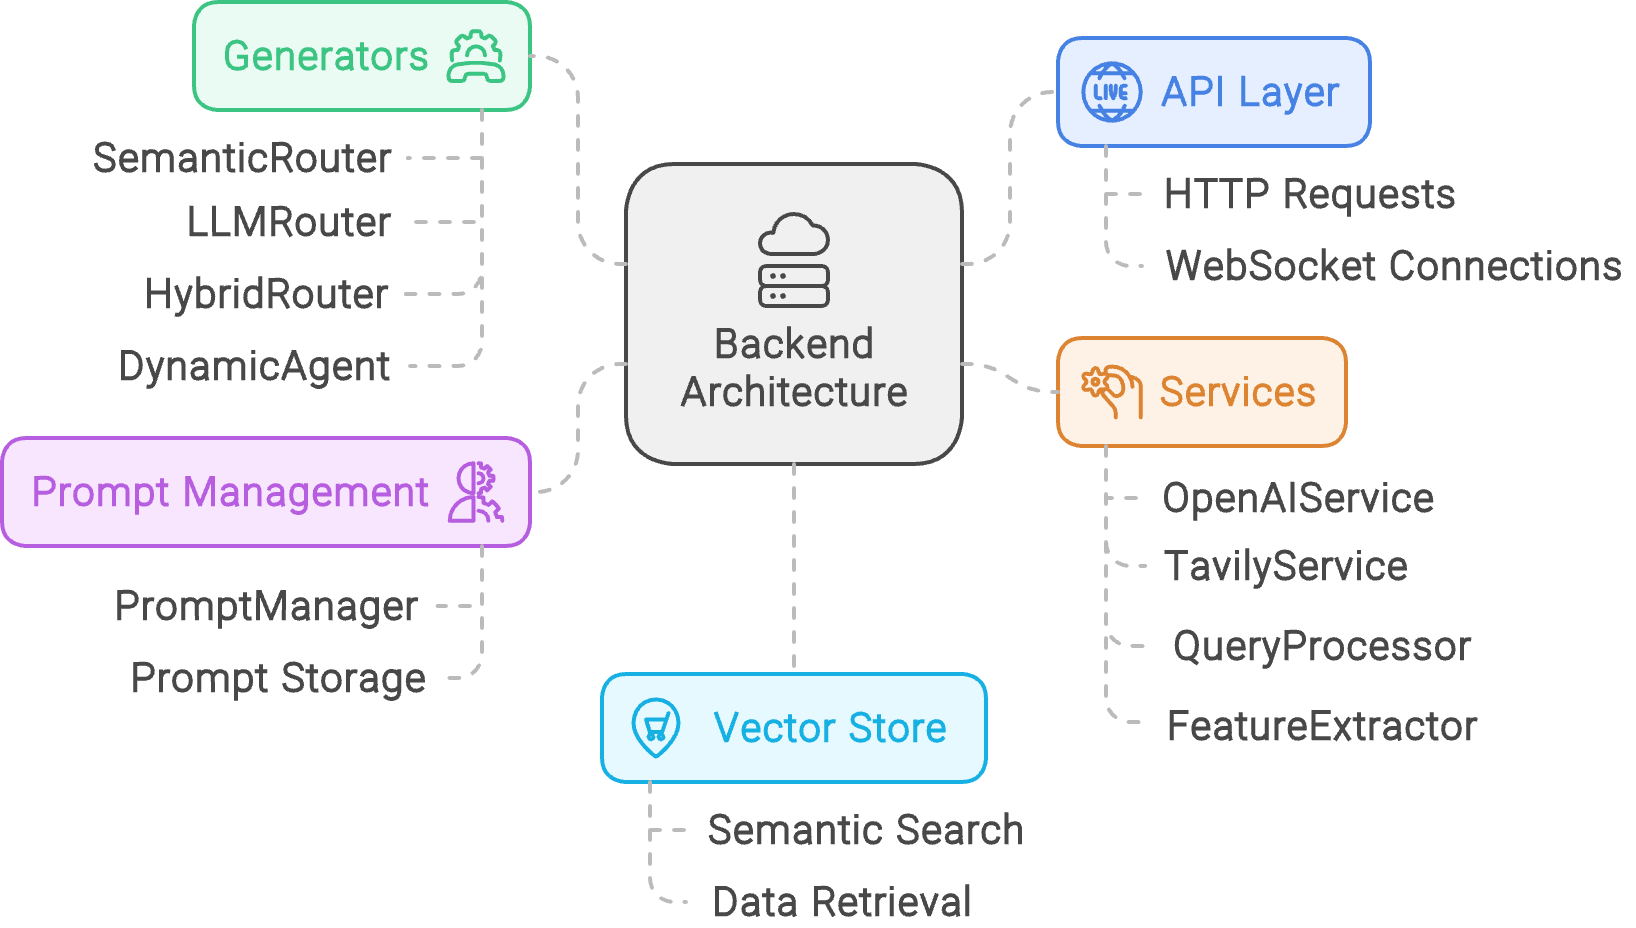 Generators
SemanticRouter
LLMRouter
HybridRouter
DynamicAgent
Prompt Management
PromptManager
Prompt Storage
Backend
Architecture
LIVE
API Layer
HTTP Requests
WebSocket Connections
Services
OpenAIService
TavilyService
QueryProcessor
FeatureExtractor
Vector Store
Semantic Search
Data Retrieval